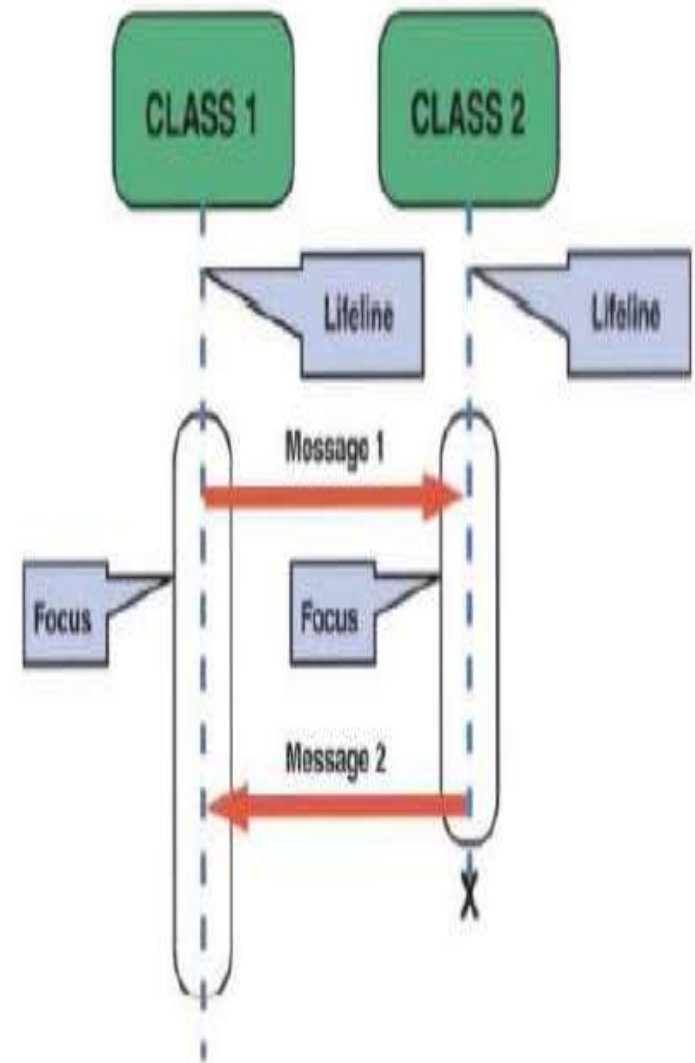 CLASS 1
CLASS 2
Lifeline
Lifeline
Message 1
Focus
Focus
Message 2
X